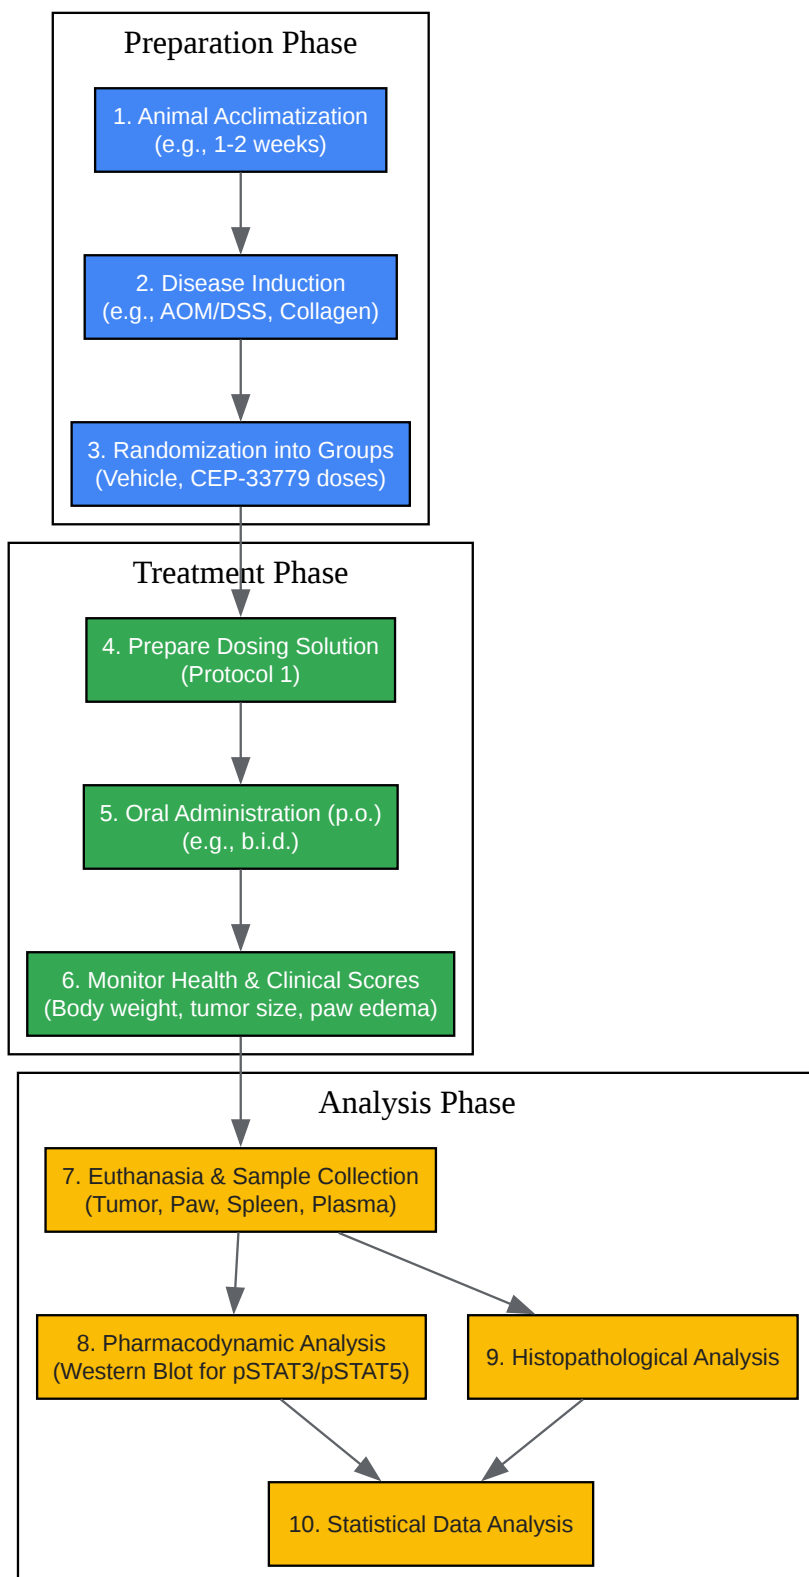 Preparation Phase
1. Animal Acclimatization
(e.g., 1-2 weeks)
2. Disease Induction
(e.g., AOM/DSS, Collagen)
3. Randomization into Groups
(Vehicle, CEP-33779 doses)
Treatment Phase
4. Prepare Dosing Solution
(Protocol 1)
5. Oral Administration (p.o.)
(e.g., b.i.d.)
6. Monitor Health & Clinical Scores
(Body weight, tumor size, paw edema)
Analysis Phase
7. Euthanasia & Sample Collection
(Tumor, Paw, Spleen, Plasma)
8. Pharmacodynamic Analysis
(Western Blot for pSTAT3/pSTAT5)
9. Histopathological Analysis
10. Statistical Data Analysis